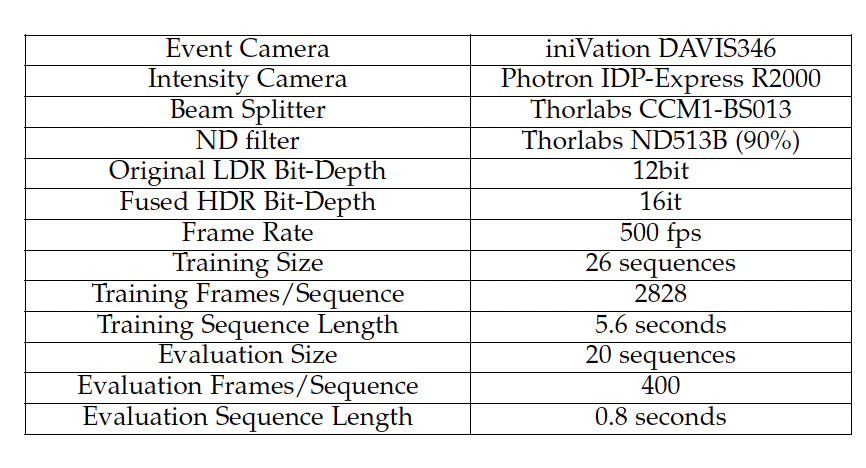 Event Camera iniVation DAVIS346
Intensity Camera Photron IDP-Express R2000
Beam Splitter Thorlabs CCM1-BS013
ND filter Thorlabs ND513B (90%)
Original LDR Bit-Depth 12bit
Fused HDR Bit-Depth 16it
Frame Rate 500 fps
Training Size 26 sequences
Training Frames/Sequence 2828
Training Sequence Length 5.6 seconds
Evaluation Size 20 sequences
Evaluation Frames/Sequence 400
Evaluation Sequence Length 0.8 seconds